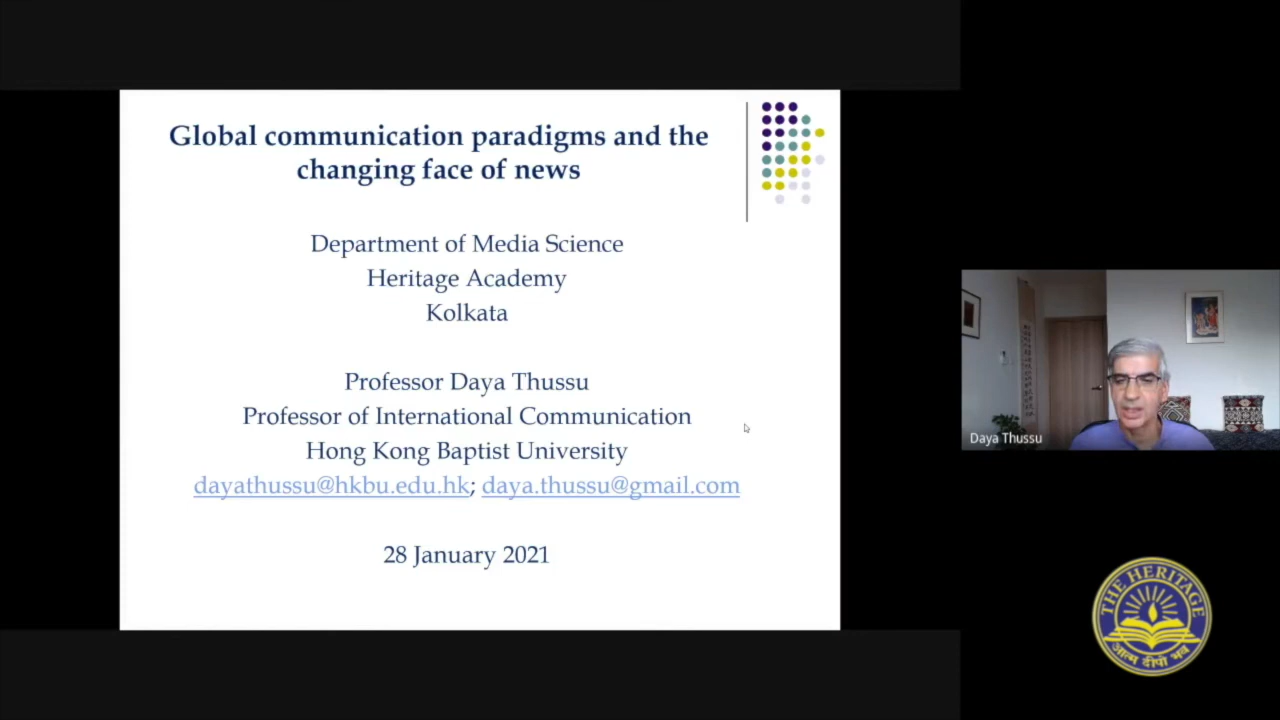 Global communication paradigms and the
changing face of news
Department of Media Science
Heritage Academy
Kolkata
Professor Daya Thussu
Professor of International Communication
Hong Kong Baptist University
dayathussu@hkbu.edu.hk; daya.thussu@gmail.com
28 January 2021
Daya Thussu
THE HERITAGE
आत्म दीपो भव